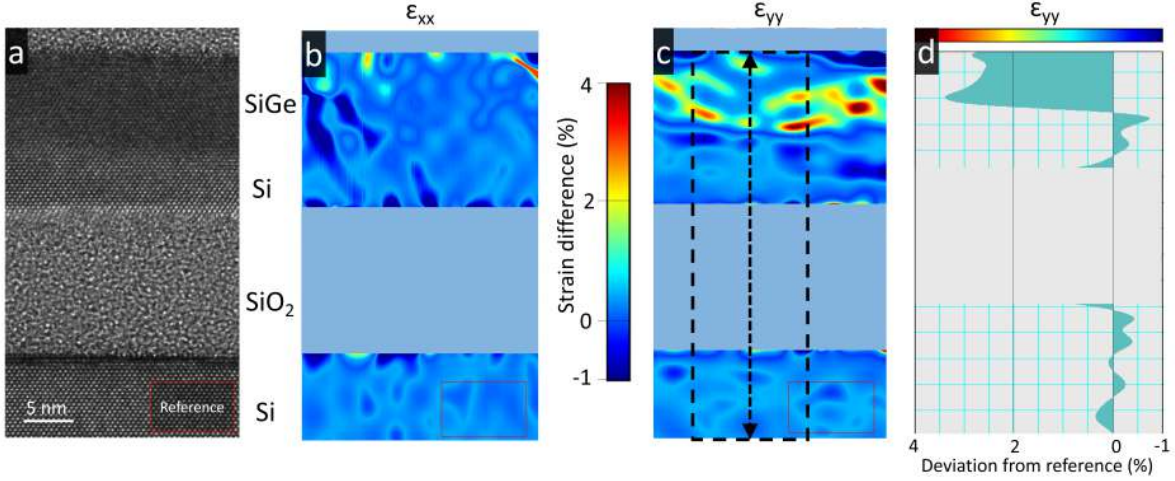 a
SiGe
Si
SiO2
Si
5 nm
Reference
εxx
b
Strain difference (%)
4
2
0
-1
εyy
c
εyy
d
4 2 0 -1
Deviation from reference (%)